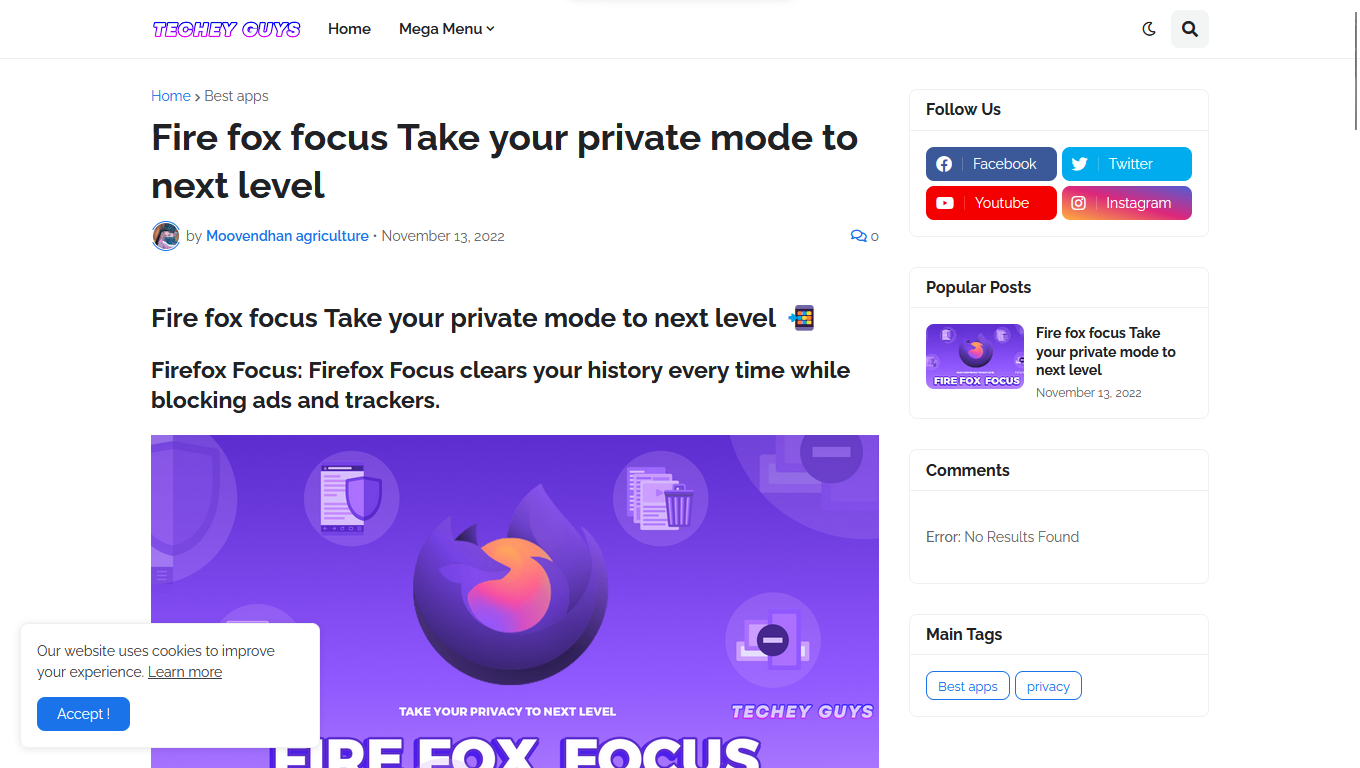 TECHEY GUYS
Home
Mega Menu
Home > Best apps
Fire fox focus Take your private mode to
next level
by Moovendhan agriculture • November 13, 2022
0
Fire fox focus Take your private mode to next level 📲
Firefox Focus: Firefox Focus clears your history every time while
blocking ads and trackers.
TAKE YOUR PRIVACY TO NEXT LEVEL
TECHEY GUYS
FIRE FOX FOCUS
Our website uses cookies to improve
your experience. Learn more
Accept !
Follow Us
Facebook
Twitter
Youtube
Instagram
Popular Posts
FIRE FOX FOCUS
Fire fox focus Take
your private mode to
next level
November 13, 2022
Comments
Error: No Results Found
Main Tags
Best apps
privacy